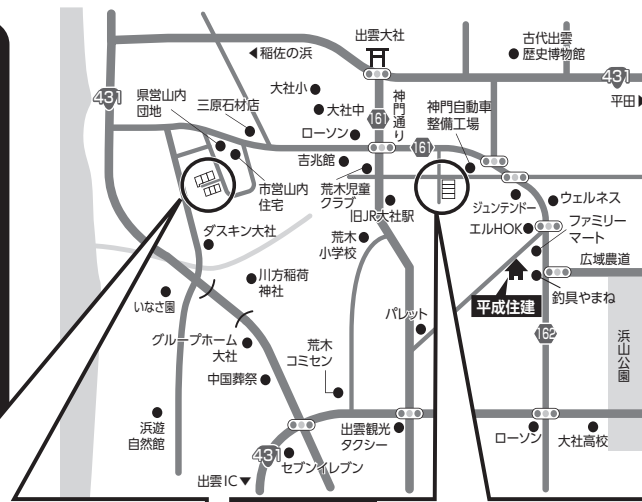 431
◀稲佐の浜
出雲大社
古代出雲
歴史博物館
431
平田▶
県営山内
団地
三原石材店
大社小
大社中
ローソン
161
神門通り
神門自動車
整備工場
161
吉兆館
市営山内
住宅
荒木児童
クラブ
旧JR大社駅
ジュンテンドー
ウェルネス
エルHOK
ファミリー
マート
ダスキン大社
荒木
小学校
広域農道
川方稲荷
神社
いなさ園
平成住建
釣具やまね
パレット
162
浜山公園
グループホーム
大社
荒木
コミセン
中国葬祭
浜遊
自然館
出雲観光
タクシー
ローソン
大社高校
431
セブンイレブン
出雲IC▼